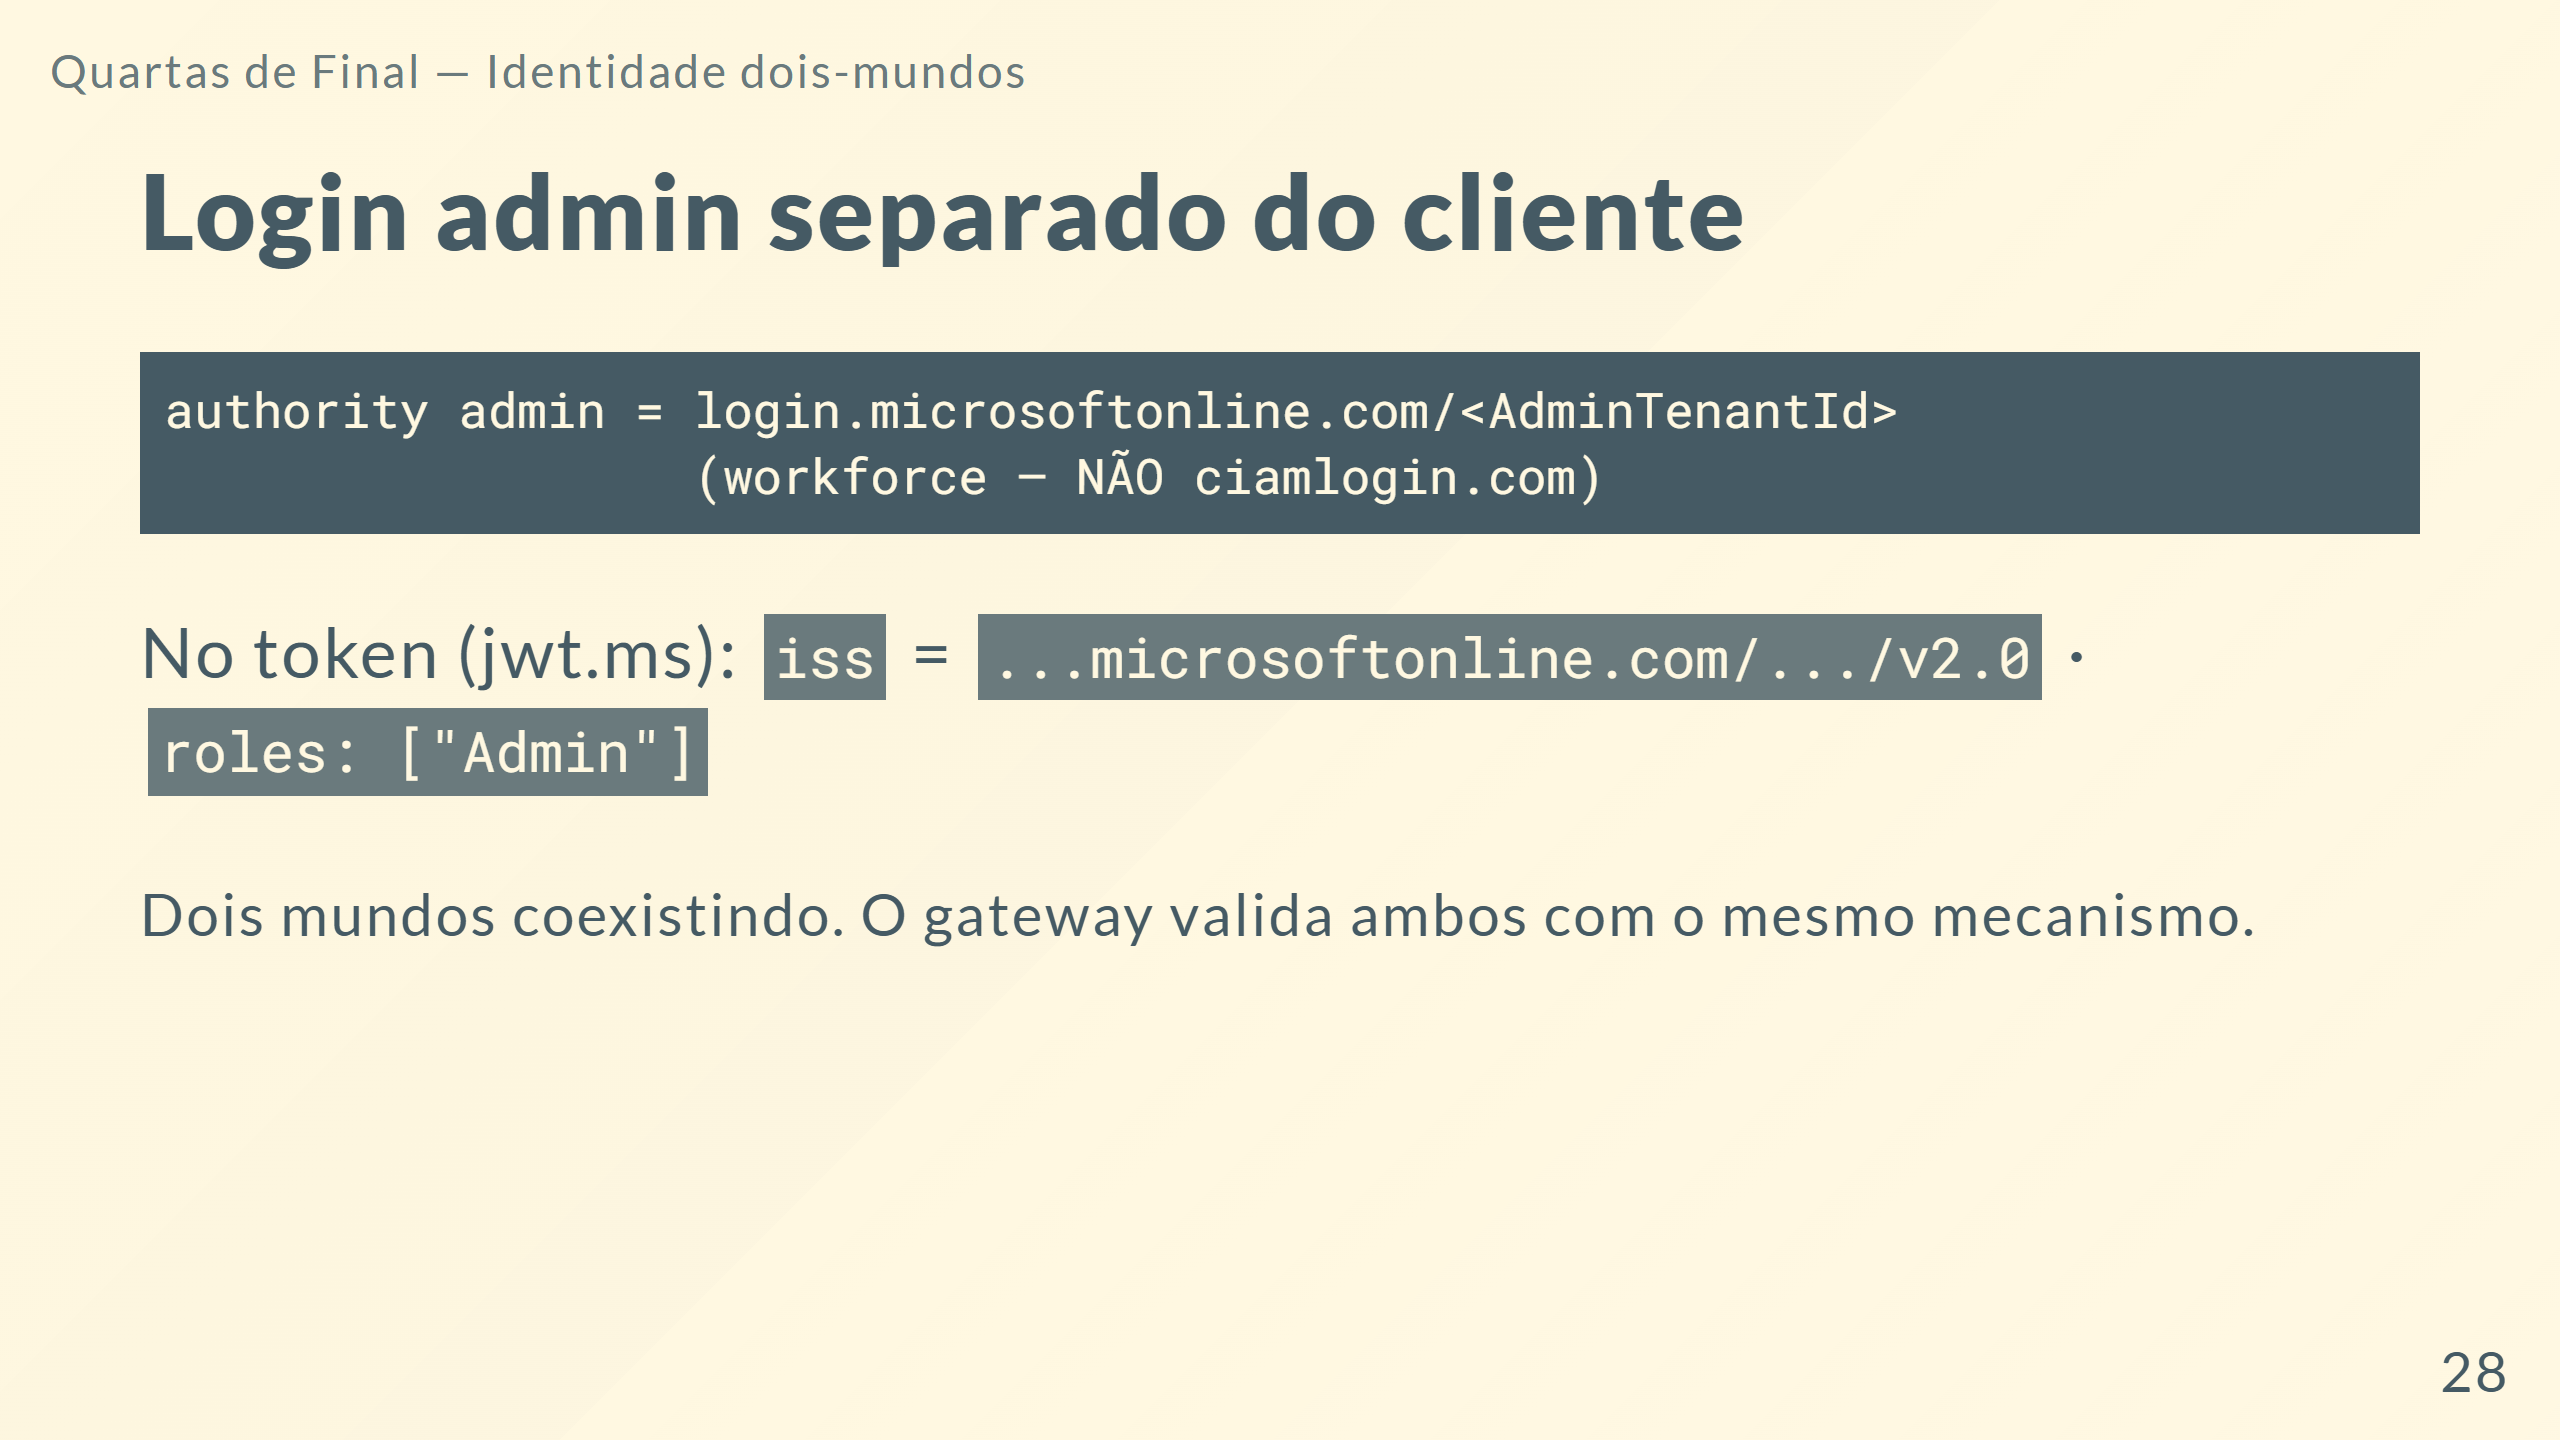 Quartas de Final — Identidade dois-mundos
Login admin separado do cliente
authority admin = login.microsoftonline.com/<AdminTenantId>
(workforce — NÃO ciamlogin.com)
No token (jwt.ms): iss = ...microsoftonline.com/.../v2.0 ·
roles: ["Admin"]
Dois mundos coexistindo. O gateway valida ambos com o mesmo mecanismo.
28